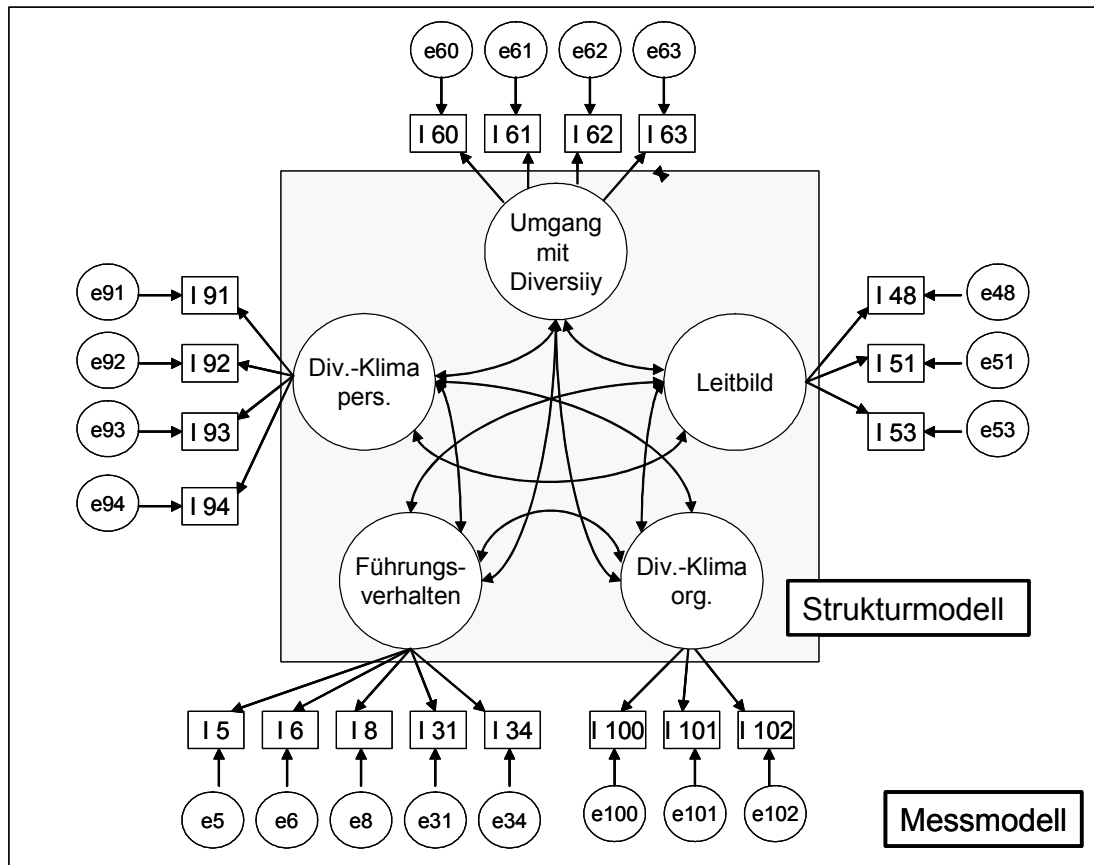 e60 e61 e62 e63
I 60 I 61 I 62 I 63
Umgang
mit
Diversiiy
e91 I 91
e92 I 92
e93 I 93
e94 I 94
Div.-Klima
pers.
Leitbild
I 48 e48
I 51 e51
I 53 e53
Führungs-
verhalten
Div.-Klima
org.
Strukturmodell
I 5 I 6 I 8 I 31 I 34
I 100 I 101 I 102
e5 e6 e8 e31 e34
e100 e101 e102
Messmodell